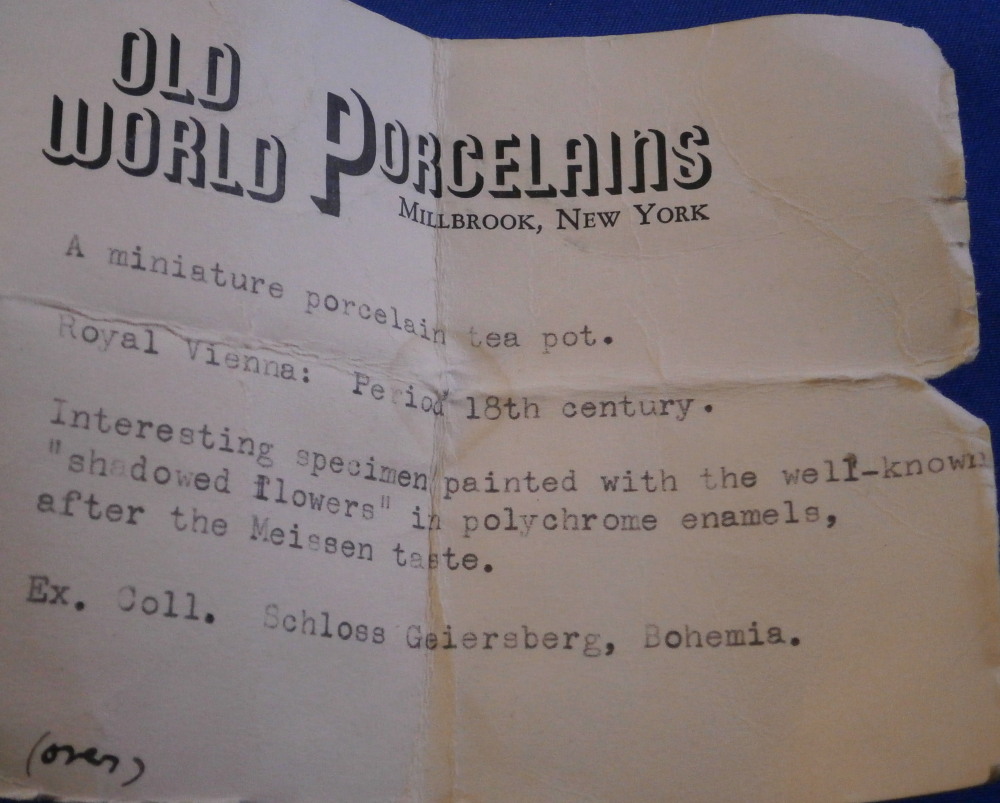 OLD
WORLD PORCELAINS
MILLBROOK, NEW YORK
A miniature porcelain tea pot.
Royal Vienna: Period 18th century.
Interesting specimen painted with the well-known
"shadowed flowers" in polychrome enamels,
after the Meissen taste.
Ex. Coll. Schloss Geiersberg, Bohemia.
(over)